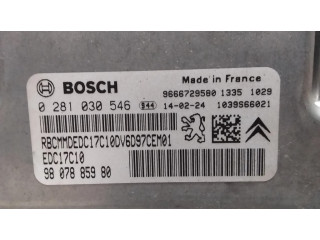 BOSCH
Made in France
9666729580 1335 1029
0 281 030 546 S44 14-02-24 1039S66021
RBCMMDEDC17C10DV6D97CEM01
EDC17C10
98 078 859 80